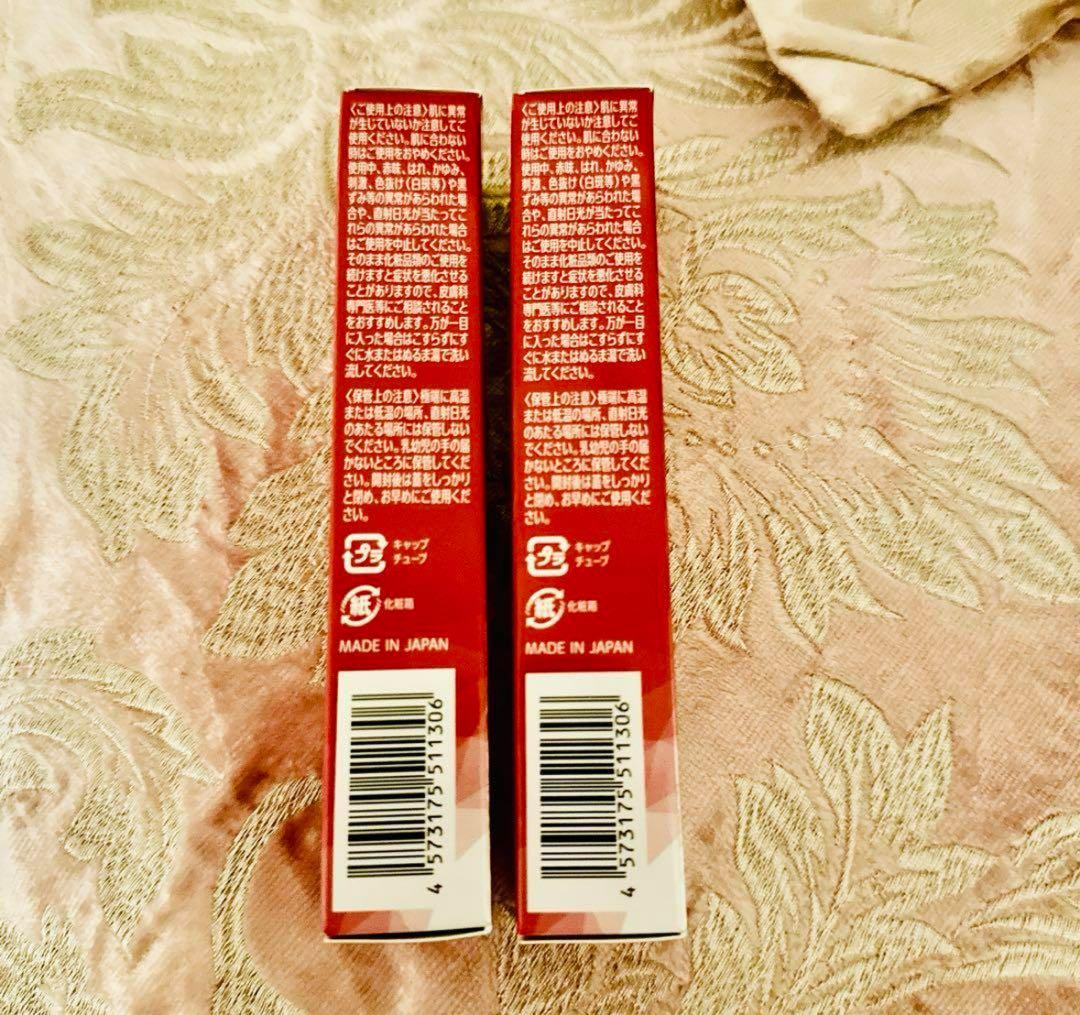 〈ご使用上の注意〉肌に異常
が生じていないか注意してご
使用ください。肌に合わない
時はご使用をおやめください。
使用中、赤味、はれ、かゆみ、
刺激、色抜け(白斑等)や黒
ずみ等の異常があらわれた場
合や、直射日光が当たってこ
れらの異常があらわれた場合
はご使用を中止してください。
そのまま化粧品類のご使用を
続けますと症状を悪化させる
ことがありますので、皮膚科
専門医等にご相談されること
をおすすめします。万が一目
に入った場合はこすらずにす
ぐに水またはぬるま湯で洗い
流してください。
〈保管上の注意〉極端に高温
または低温の場所、直射日光
のあたる場所には保管しない
でください。乳幼児の手の届
かないところに保管してくだ
さい。開封後は蓋をしっかり
と閉め、お早めにご使用くだ
さい。
プラ キャップ
チューブ
紙 化粧箱
MADE IN JAPAN
4 573175 511306
〈ご使用上の注意〉肌に異常
が生じていないか注意してご
使用ください。肌に合わない
時はご使用をおやめください。
使用中、赤味、はれ、かゆみ、
刺激、色抜け(白斑等)や黒
ずみ等の異常があらわれた場
合や、直射日光が当たってこ
れらの異常があらわれた場合
はご使用を中止してください。
そのまま化粧品類のご使用を
続けますと症状を悪化させる
ことがありますので、皮膚科
専門医等にご相談されること
をおすすめします。万が一目
に入った場合はこすらずにす
ぐに水またはぬるま湯で洗い
流してください。
〈保管上の注意〉極端に高温
または低温の場所、直射日光
のあたる場所には保管しない
でください。乳幼児の手の届
かないところに保管してくだ
さい。開封後は蓋をしっかり
と閉め、お早めにご使用くだ
さい。
プラ キャップ
チューブ
紙 化粧箱
MADE IN JAPAN
4 573175 511306